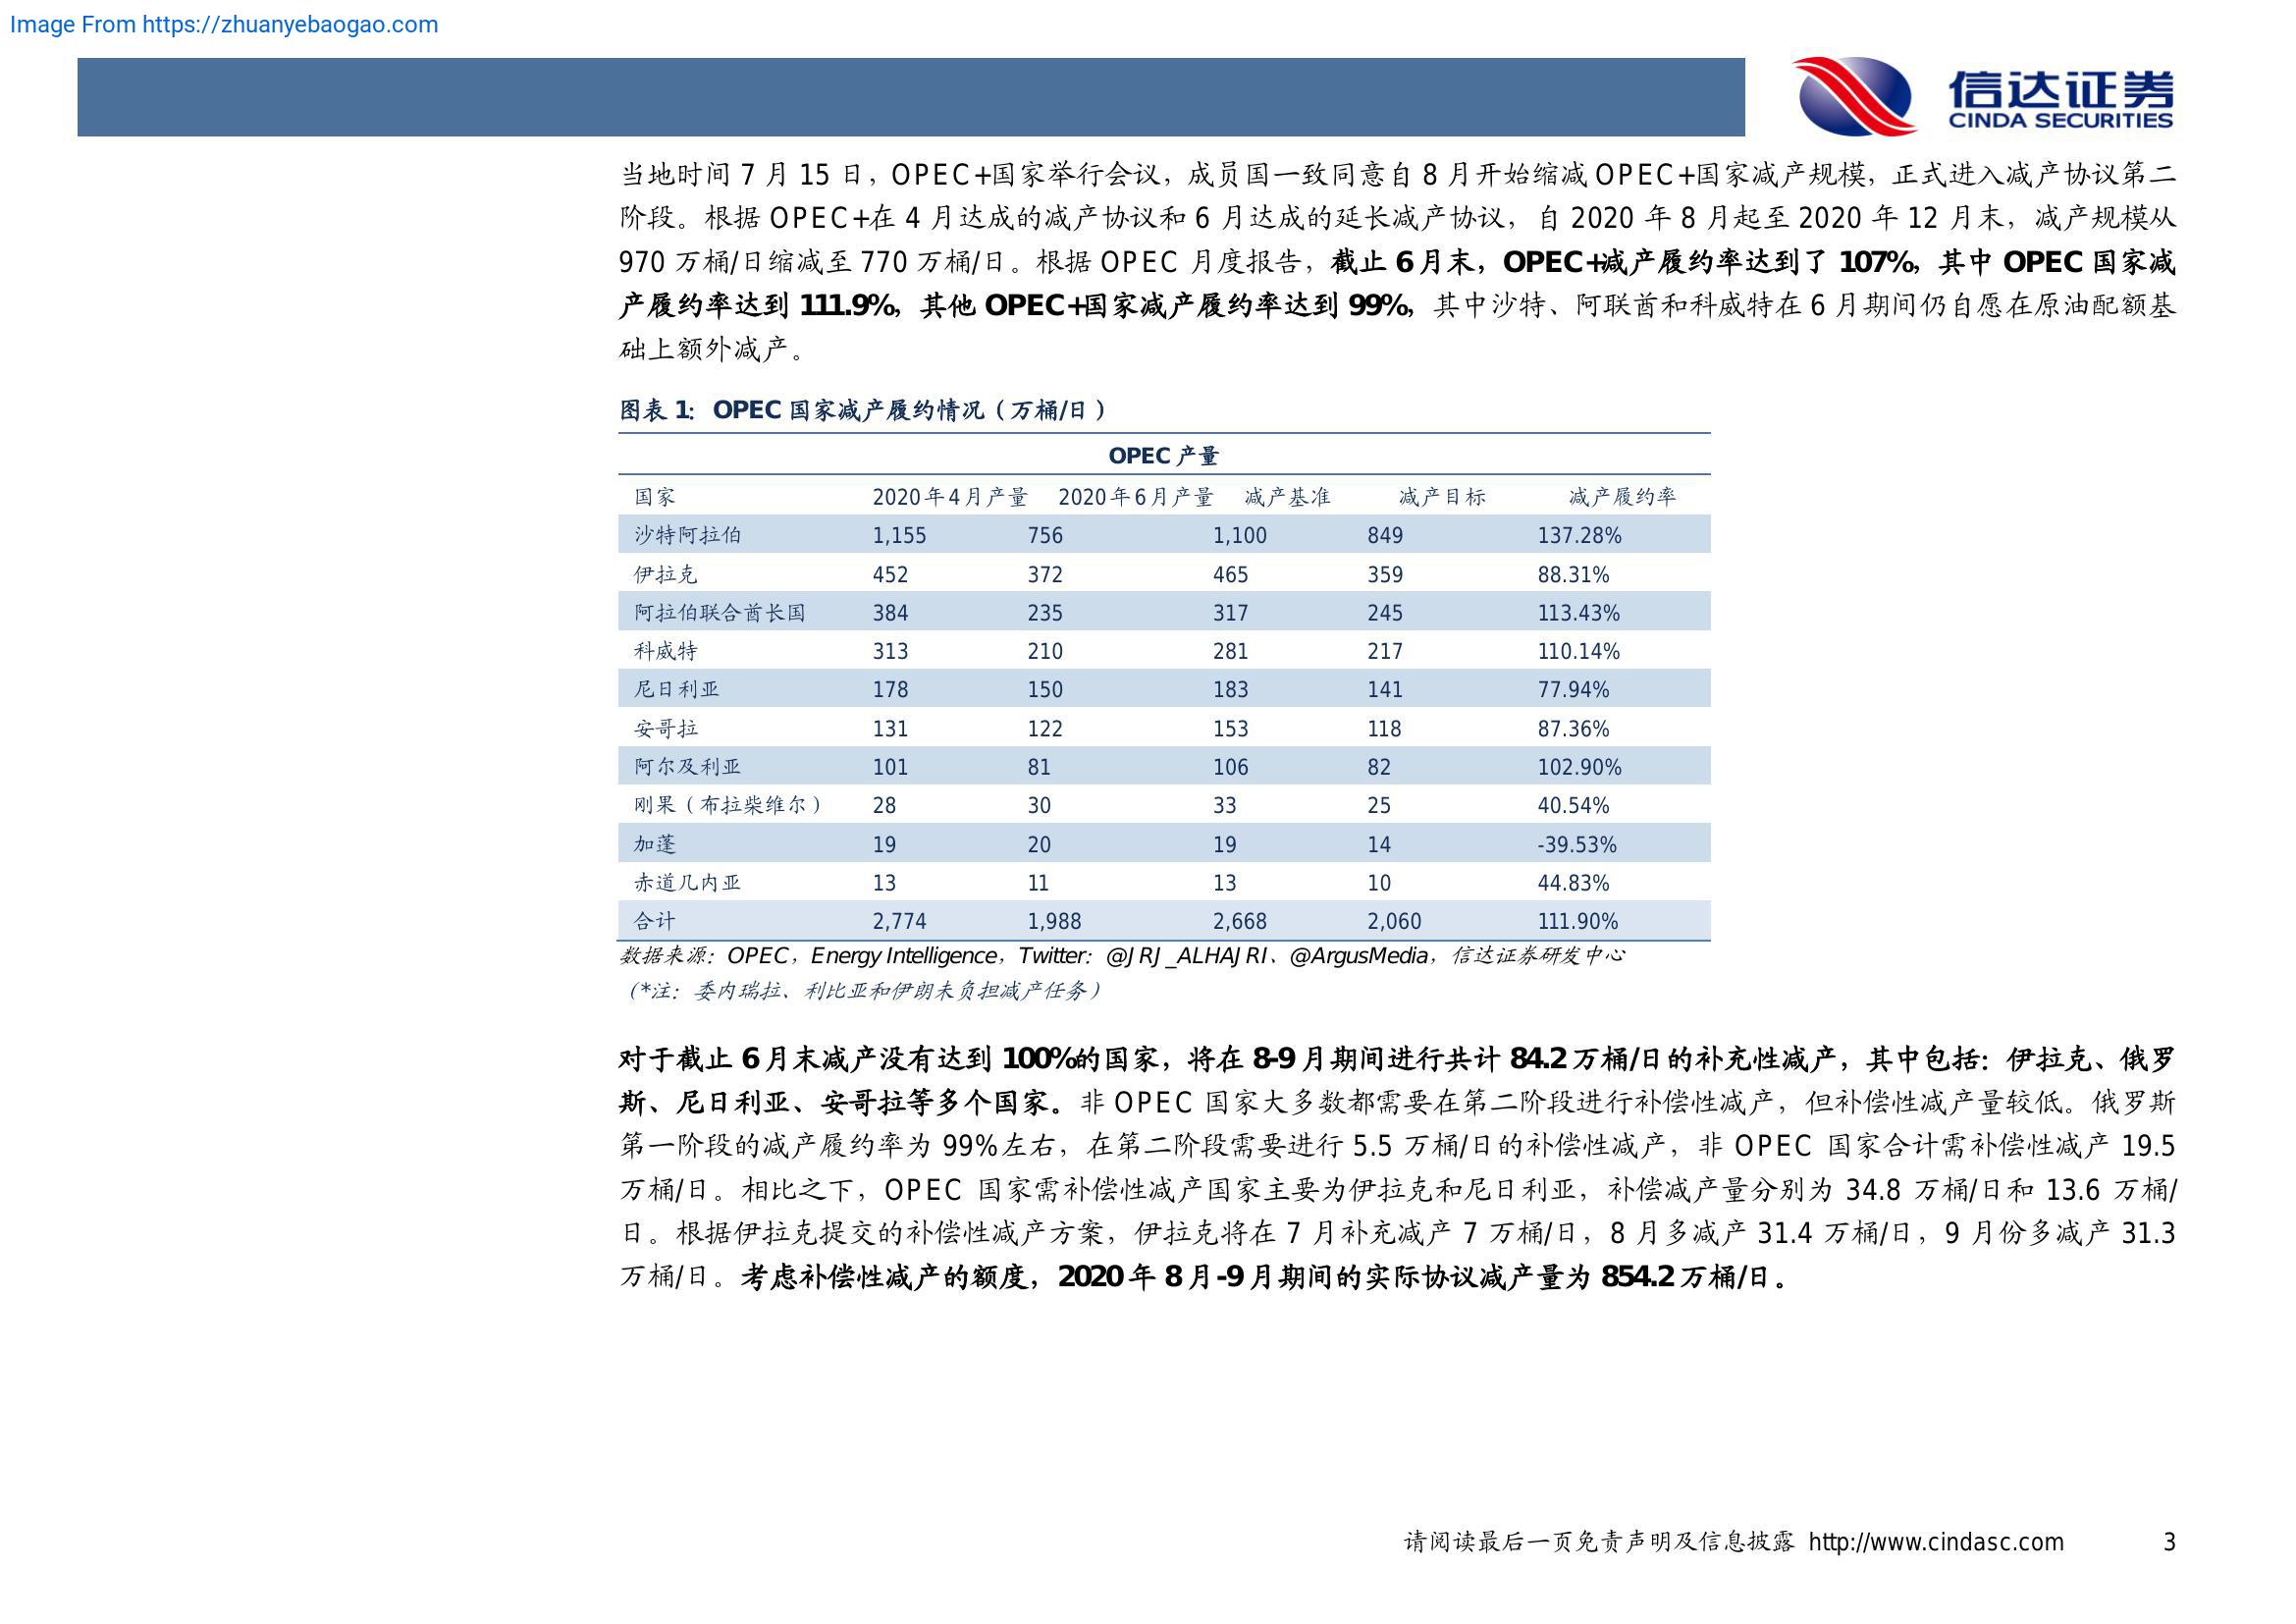 Image From https://zhuanyebaogao.com
信达证券
CINDA SECURITIES
当地时间 7 月 15 日，OPEC+国家举行会议，成员国一致同意自 8 月开始缩减 OPEC+国家减产规模，正式进入减产协议第二
阶段。根据 OPEC+在 4 月达成的减产协议和 6 月达成的延长减产协议，自 2020 年 8 月起至 2020 年 12 月末，减产规模从
970 万桶/日缩减至 770 万桶/日。根据 OPEC 月度报告，截止 6 月末，OPEC+减产履约率达到了 107%，其中 OPEC 国家减
产履约率达到 111.9%，其他 OPEC+国家减产履约率达到 99%，其中沙特、阿联酋和科威特在 6 月期间仍自愿在原油配额基
础上额外减产。
图表 1：OPEC 国家减产履约情况（万桶/日）
OPEC 产量
国家 2020 年 4 月产量 2020 年 6 月产量 减产基准 减产目标 减产履约率
沙特阿拉伯 1,155 756 1,100 849 137.28%
伊拉克 452 372 465 359 88.31%
阿拉伯联合酋长国 384 235 317 245 113.43%
科威特 313 210 281 217 110.14%
尼日利亚 178 150 183 141 77.94%
安哥拉 131 122 153 118 87.36%
阿尔及利亚 101 81 106 82 102.90%
刚果（布拉柴维尔） 28 30 33 25 40.54%
加蓬 19 20 19 14 -39.53%
赤道几内亚 13 11 13 10 44.83%
合计 2,774 1,988 2,668 2,060 111.90%
数据来源：OPEC，Energy Intelligence，Twitter：@JRJ_ALHAJRI、@ArgusMedia，信达证券研发中心
（*注：委内瑞拉、利比亚和伊朗未负担减产任务）
对于截止 6 月末减产没有达到 100%的国家，将在 8-9 月期间进行共计 84.2 万桶/日的补充性减产，其中包括：伊拉克、俄罗
斯、尼日利亚、安哥拉等多个国家。非 OPEC 国家大多数都需要在第二阶段进行补偿性减产，但补偿性减产量较低。俄罗斯
第一阶段的减产履约率为 99%左右，在第二阶段需要进行 5.5 万桶/日的补偿性减产，非 OPEC 国家合计需补偿性减产 19.5
万桶/日。相比之下，OPEC 国家需补偿性减产国家主要为伊拉克和尼日利亚，补偿减产量分别为 34.8 万桶/日和 13.6 万桶/
日。根据伊拉克提交的补偿性减产方案，伊拉克将在 7 月补充减产 7 万桶/日，8 月多减产 31.4 万桶/日，9 月份多减产 31.3
万桶/日。考虑补偿性减产的额度，2020 年 8 月-9 月期间的实际协议减产量为 854.2 万桶/日。
请阅读最后一页免责声明及信息披露 http://www.cindasc.com 3